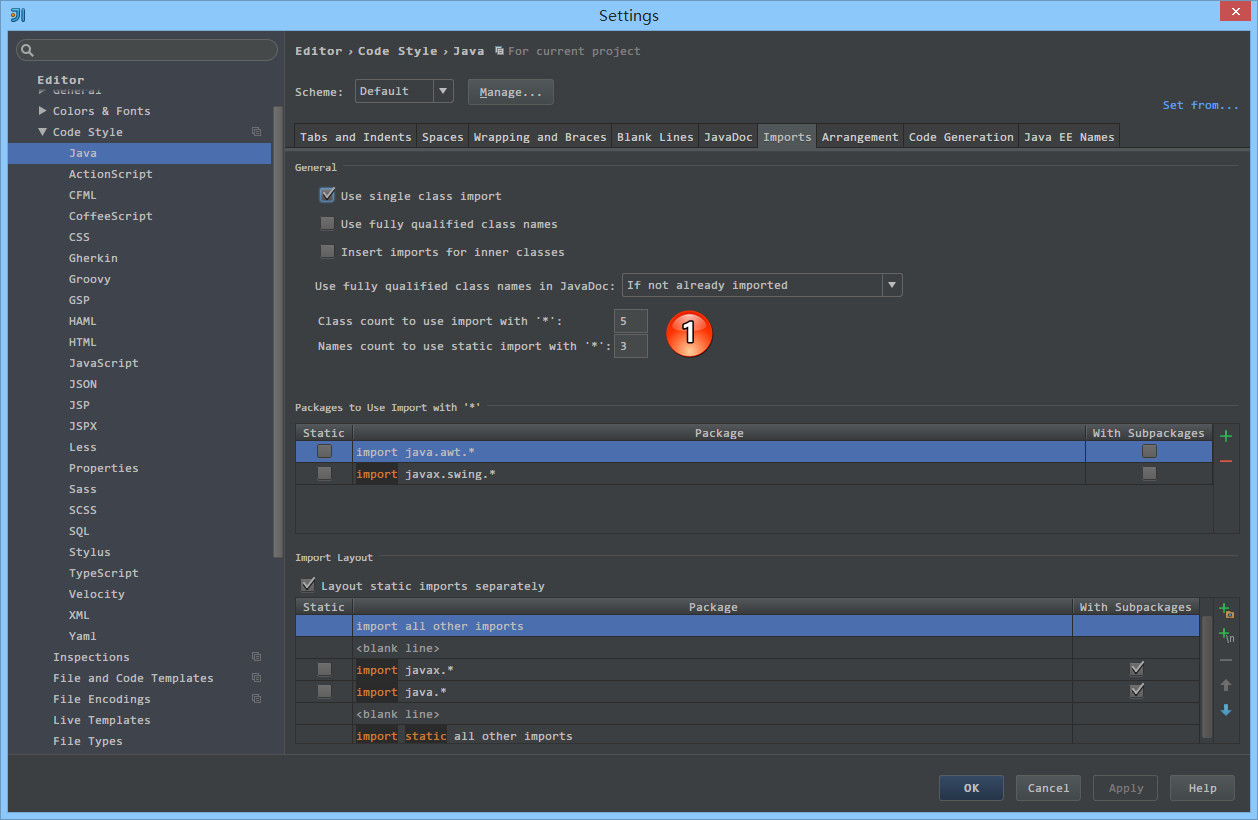 Settings
Editor
General
Colors & Fonts
Code Style
Java
ActionScript
CFML
CoffeeScript
CSS
Gherkin
Groovy
GSP
HAML
HTML
JavaScript
JSON
JSP
JSPX
Less
Properties
Sass
SCSS
SQL
Stylus
TypeScript
Velocity
XML
Yaml
Inspections
File and Code Templates
File Encodings
Live Templates
File Types
Editor › Code Style › Java For current project
Scheme: Default Manage...
Set from...
Tabs and Indents Spaces Wrapping and Braces Blank Lines JavaDoc Imports Arrangement Code Generation Java EE Names
General
Use single class import
Use fully qualified class names
Insert imports for inner classes
Use fully qualified class names in JavaDoc: If not already imported
Class count to use import with '*': 5
Names count to use static import with '*': 3
1
Packages to Use Import with '*'
Static Package With Subpackages
import java.awt.*
import javax.swing.*
Import Layout
Layout static imports separately
Static Package With Subpackages
import all other imports
<blank line>
import javax.*
import java.*
<blank line>
import static all other imports
OK Cancel Apply Help